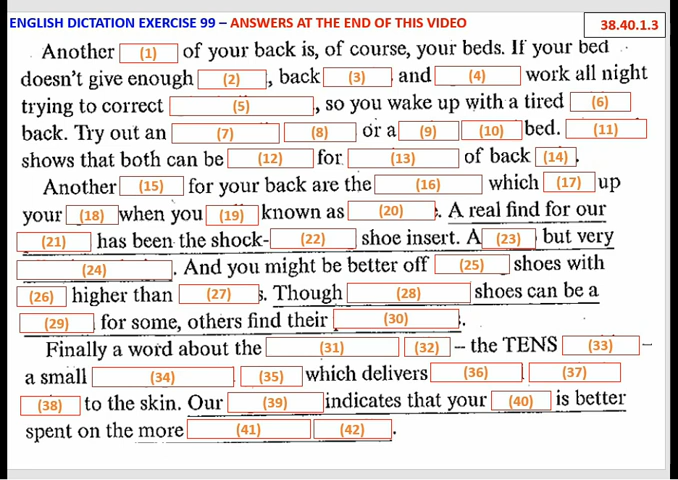 ENGLISH DICTATION EXERCISE 99 – ANSWERS AT THE END OF THIS VIDEO
38.40.1.3
Another (1) of your back is, of course, your beds. If your bed
doesn't give enough (2), back (3) and (4) work all night
trying to correct (5), so you wake up with a tired (6)
back. Try out an (7) (8) or a (9) (10) bed. (11)
shows that both can be (12) for (13) of back (14).
Another (15) for your back are the (16) which (17) up
your (18) when you (19) known as (20). A real find for our
(21) has been the shock-(22) shoe insert. A (23) but very
(24). And you might be better off (25) shoes with
(26) higher than (27)s. Though (28) shoes can be a
(29) for some, others find their (30).
Finally a word about the (31) (32) – the TENS (33) –
a small (34) (35) which delivers (36) (37)
(38) to the skin. Our (39) indicates that your (40) is better
spent on the more (41) (42).